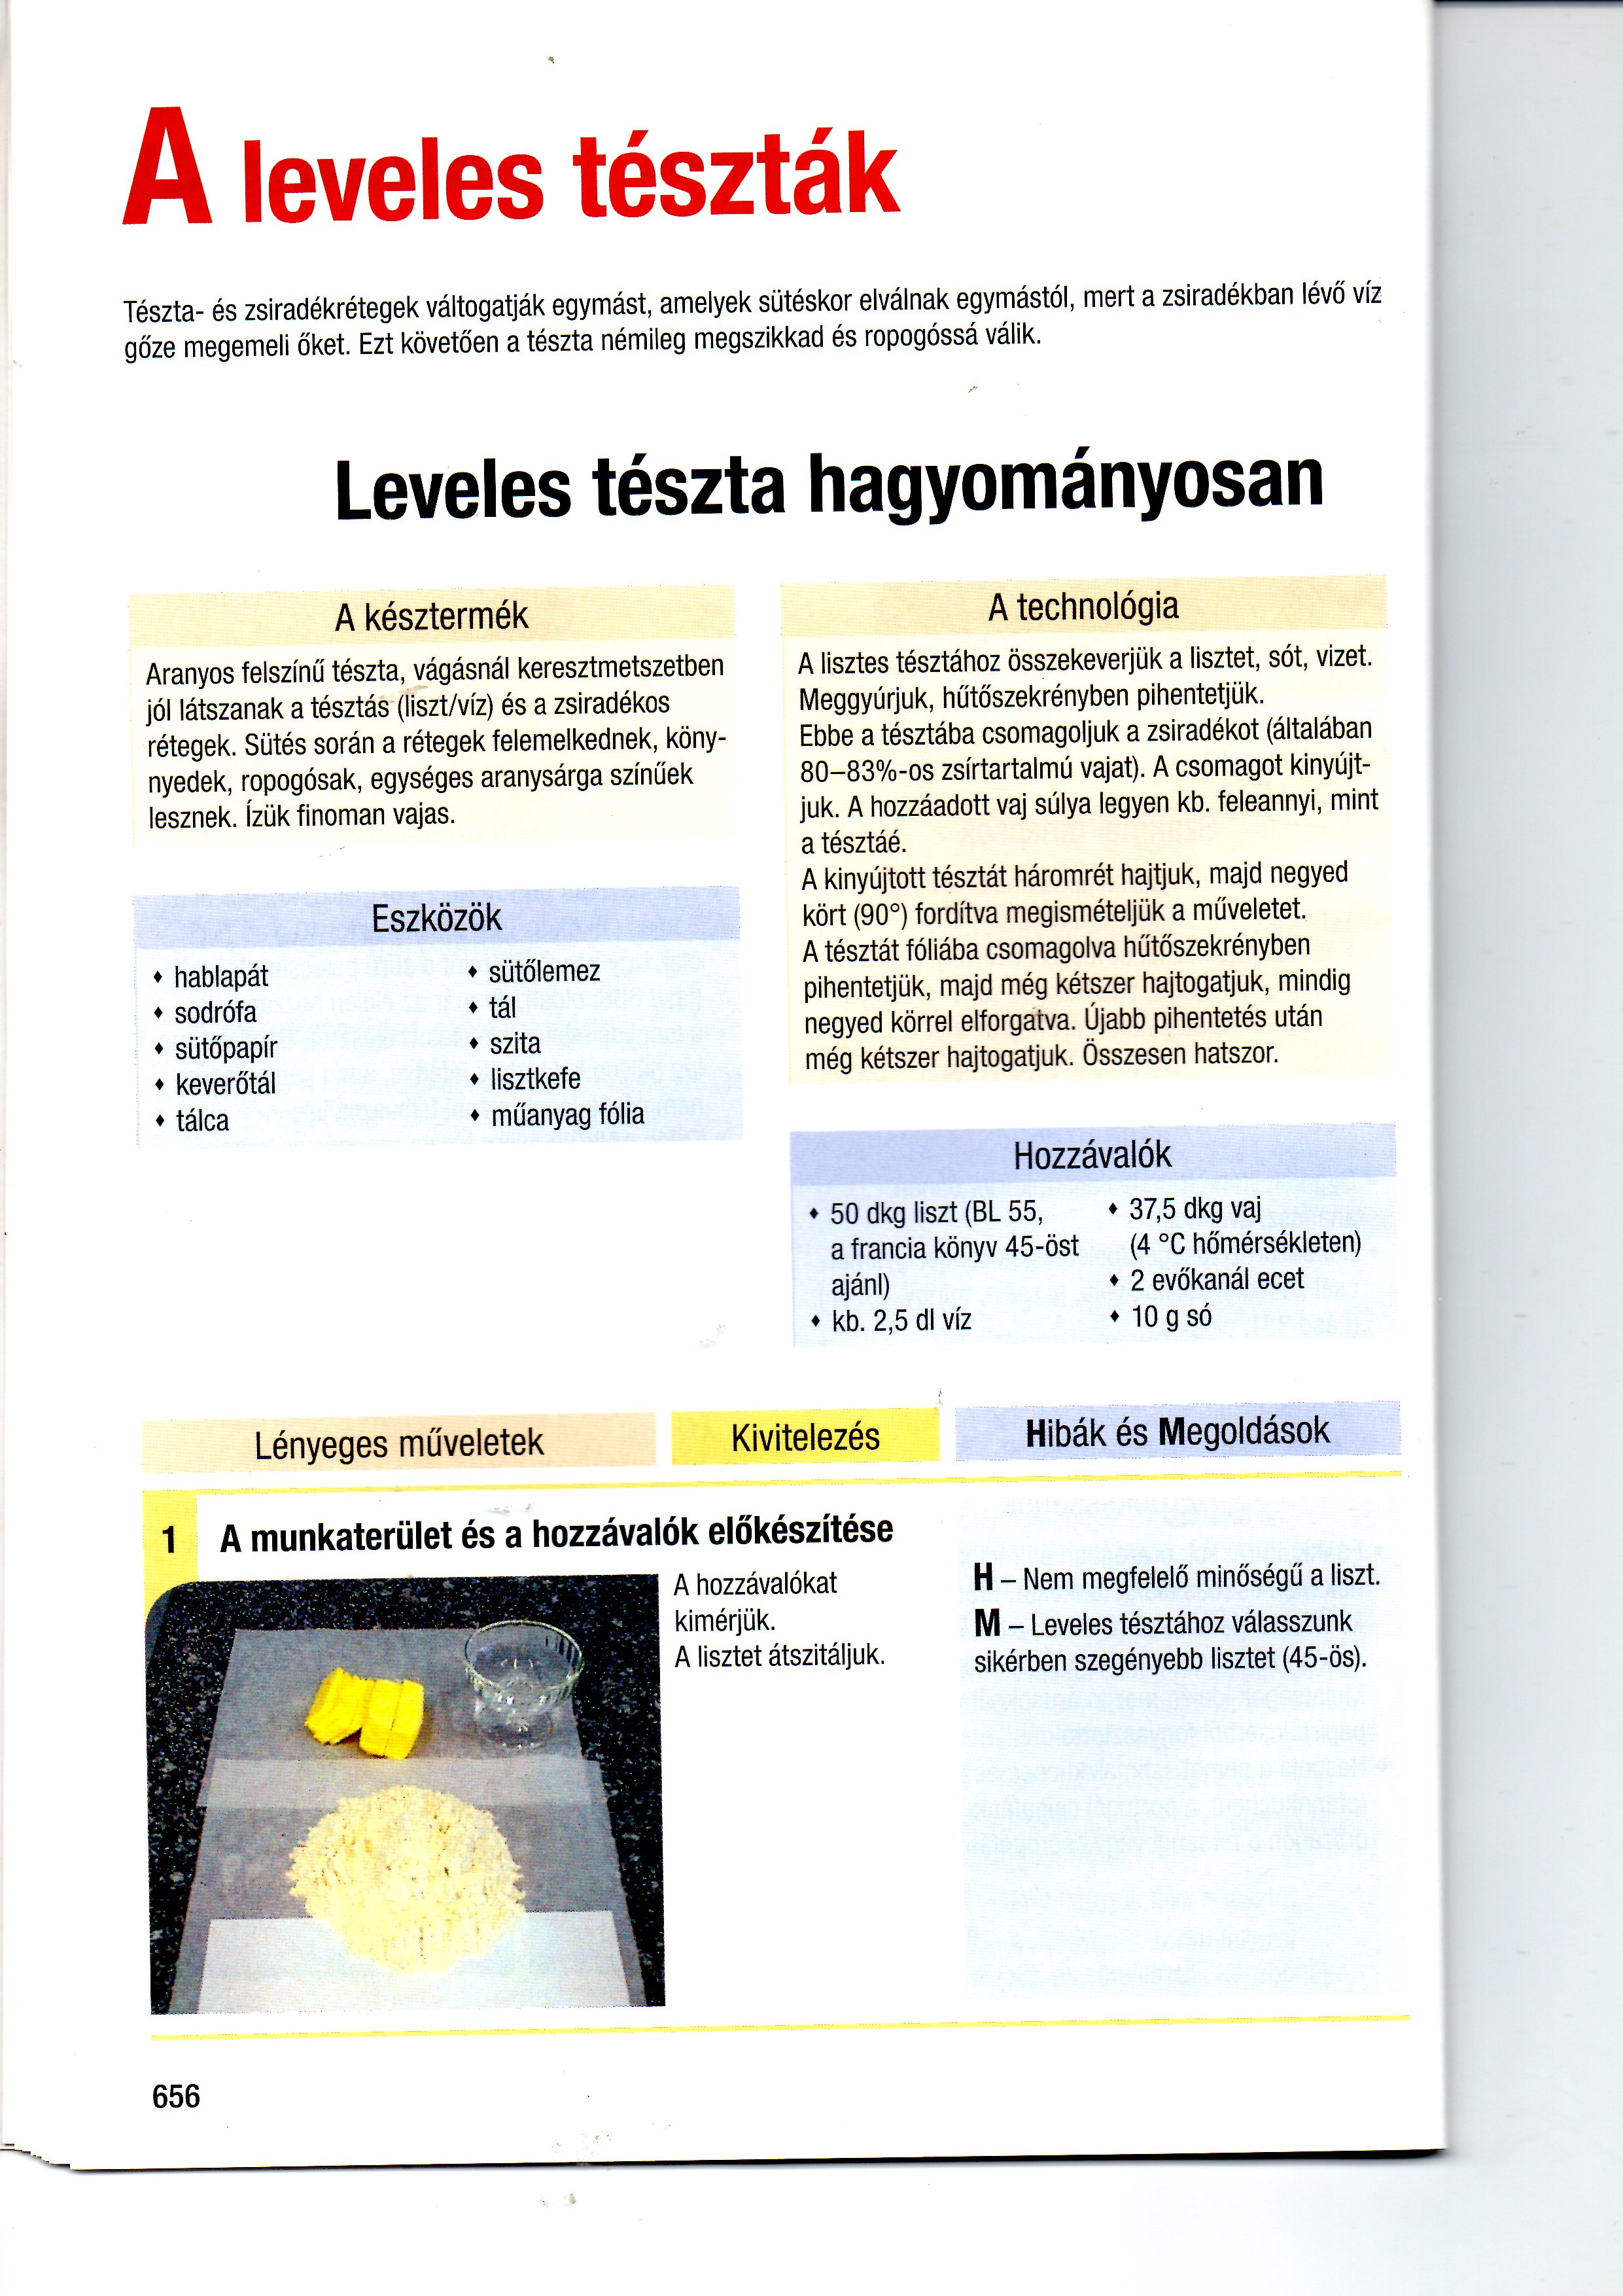 A leveles tészták
Tészta- és zsiradékrétegek váltogatják egymást, amelyek sütéskor elválnak egymástól, mert a zsiradékban lévő víz
gőze megemeli őket. Ezt követően a tészta némileg megszikkad és ropogóssá válik.
Leveles tészta hagyományosan
A késztermék
Aranyos felszínű tészta, vágásnál keresztmetszetben
jól látszanak a tésztás (liszt/víz) és a zsiradékos
rétegek. Sütés során a rétegek felemelkednek, köny-
nyedek, ropogósak, egységes aranysárga színűek
lesznek. Ízük finoman vajas.
Eszközök
♦ hablapát
♦ sodrófa
♦ sütőpapír
♦ keverőtál
♦ tálca
♦ sütőlemez
♦ tál
♦ szita
♦ lisztkefe
♦ műanyag fólia
A technológia
A lisztes tésztához összekeverjük a lisztet, sót, vizet.
Meggyúrjuk, hűtőszekrényben pihentetjük.
Ebbe a tésztába csomagoljuk a zsiradékot (általában
80–83%-os zsírtartalmú vajat). A csomagot kinyújt-
juk. A hozzáadott vaj súlya legyen kb. feleannyi, mint
a tésztáé.
A kinyújtott tésztát háromrét hajtjuk, majd negyed
kört (90°) fordítva megismételjük a műveletet.
A tésztát fóliába csomagolva hűtőszekrényben
pihentetjük, majd még kétszer hajtogatjuk, mindig
negyed körrel elforgatva. Újabb pihentetés után
még kétszer hajtogatjuk. Összesen hatszor.
Hozzávalók
♦ 50 dkg liszt (BL 55,
a francia könyv 45-öst
ajánl)
♦ kb. 2,5 dl víz
♦ 37,5 dkg vaj
(4 °C hőmérsékleten)
♦ 2 evőkanál ecet
♦ 10 g só
Lényeges műveletek
Kivitelezés
Hibák és Megoldások
1 A munkaterület és a hozzávalók előkészítése
A hozzávalókat
kimérjük.
A lisztet átszitáljuk.
H – Nem megfelelő minőségű a liszt.
M – Leveles tésztához válasszunk
sikérben szegényebb lisztet (45-ös).
656